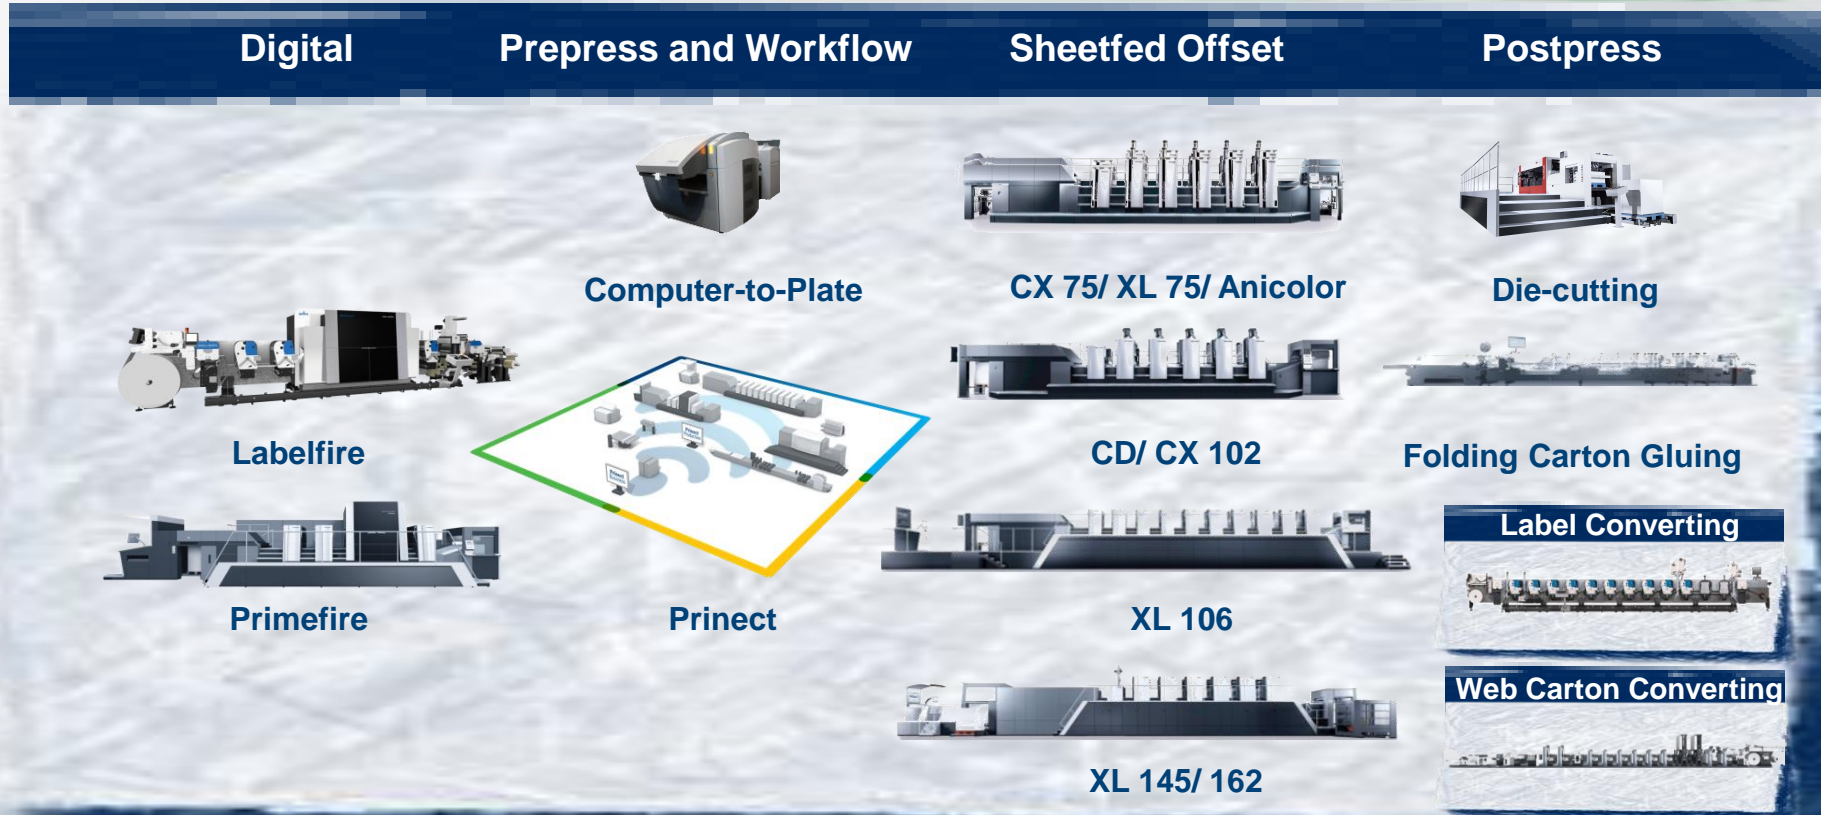 Digital
Prepress and Workflow
Sheetfed Offset
Postpress
Computer-to-Plate
CX 75/ XL 75/ Anicolor
Die-cutting
Labelfire
CD/ CX 102
Folding Carton Gluing
Label Converting
Primefire
Prinect
XL 106
Web Carton Converting
XL 145/ 162